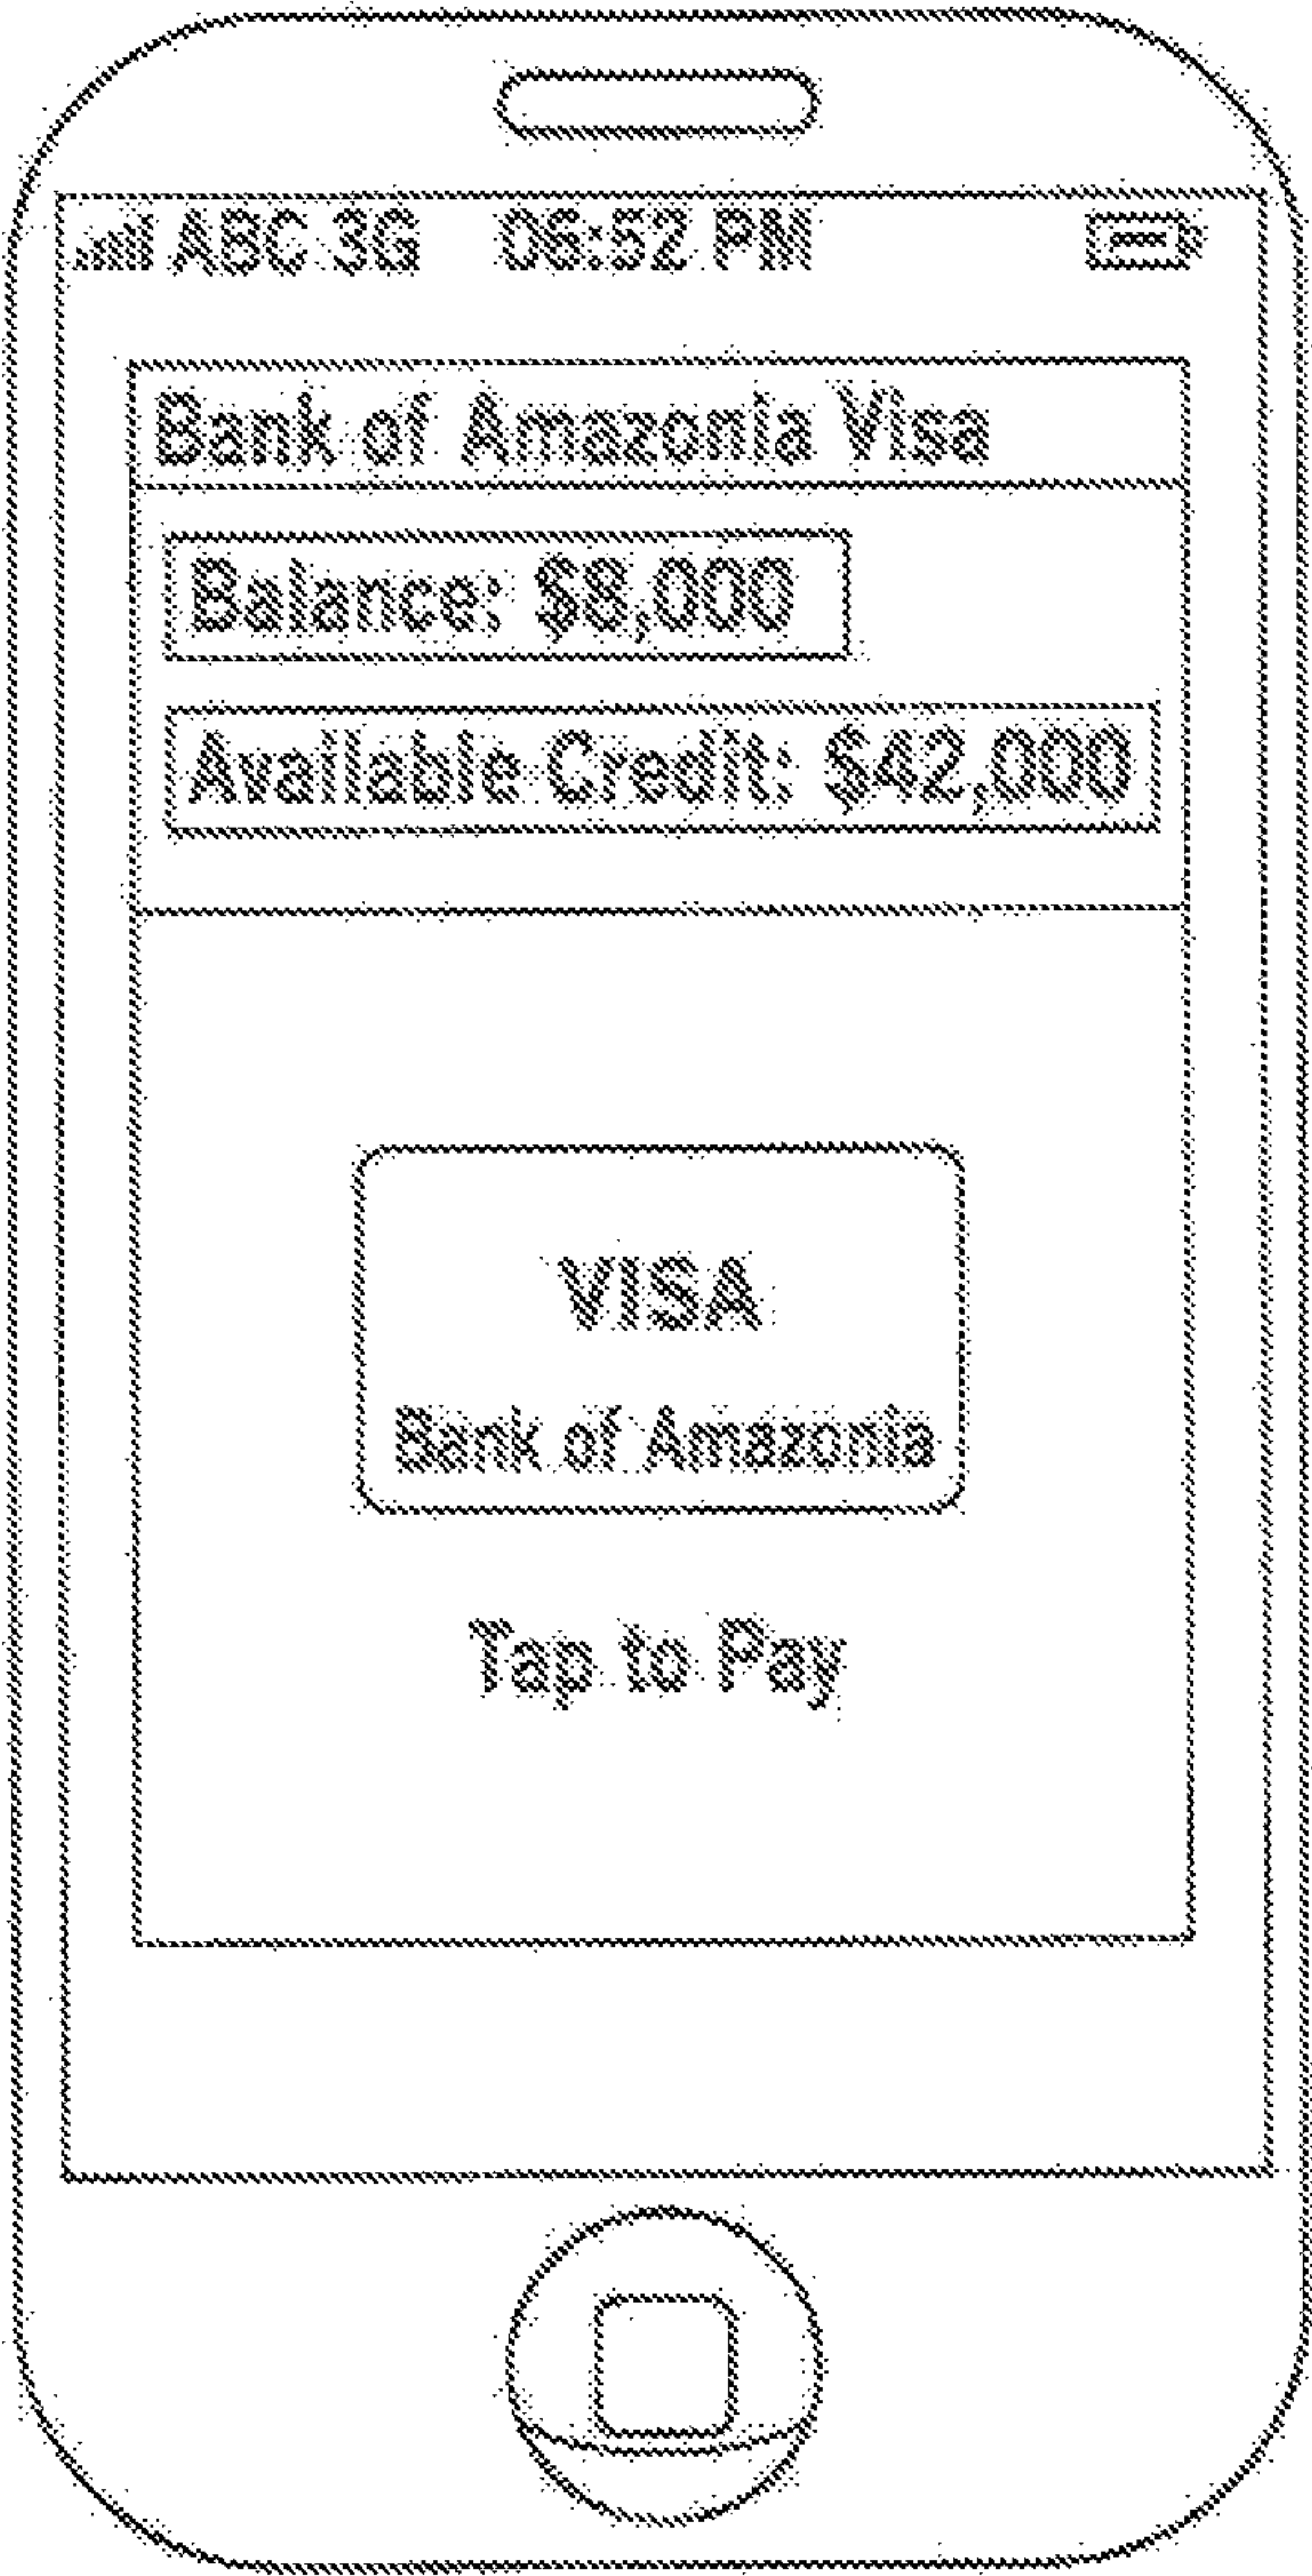 ABC 3G 06:52 PM
Bank of Amazonia Visa
Balance: $8,000
Available Credit: $42,000
VISA
Bank of Amazonia
Tap to Pay